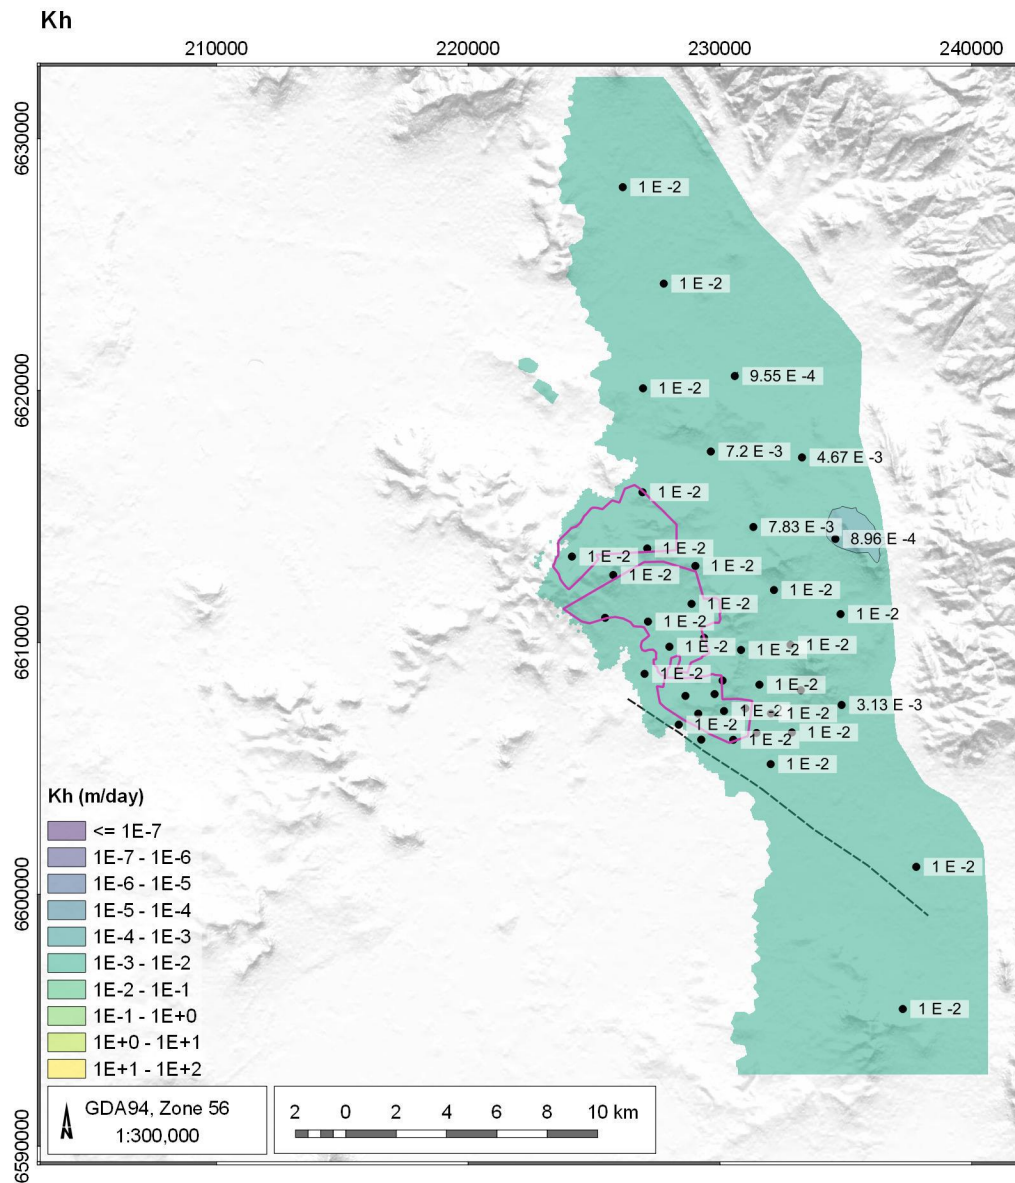 Kh
210000
220000
230000
240000
6630000
6620000
6610000
6600000
6590000
1 E -2
1 E -2
9.55 E -4
1 E -2
7.2 E -3
4.67 E -3
1 E -2
7.83 E -3
8.96 E -4
1 E -2
1 E -2
1 E -2
1 E -2
1 E -2
1 E -2
1 E -2
1 E -2
1 E -2
1 E -2
1 E -2
1 E -2
1 E -2
3.13 E -3
1 E -2
1 E -2
1 E -2
1 E -2
1 E -2
1 E -2
1 E -2
1 E -2
Kh (m/day)
<= 1E-7
1E-7 - 1E-6
1E-6 - 1E-5
1E-5 - 1E-4
1E-4 - 1E-3
1E-3 - 1E-2
1E-2 - 1E-1
1E-1 - 1E+0
1E+0 - 1E+1
1E+1 - 1E+2
N
GDA94, Zone 56
1:300,000
2 0 2 4 6 8 10 km